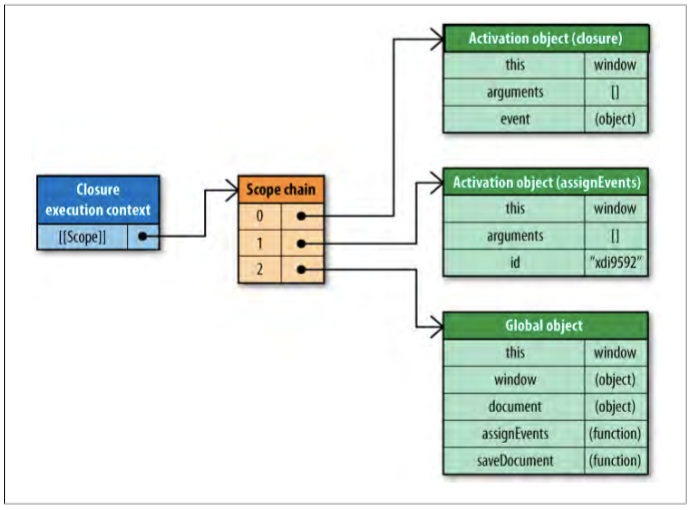 Activation object (closure)
this window
arguments []
event (object)
Closure
execution context
[[Scope]]
Scope chain
0
1
2
Activation object (assignEvents)
this window
arguments []
id "xdi9592"
Global object
this window
window (object)
document (object)
assignEvents (function)
saveDocument (function)